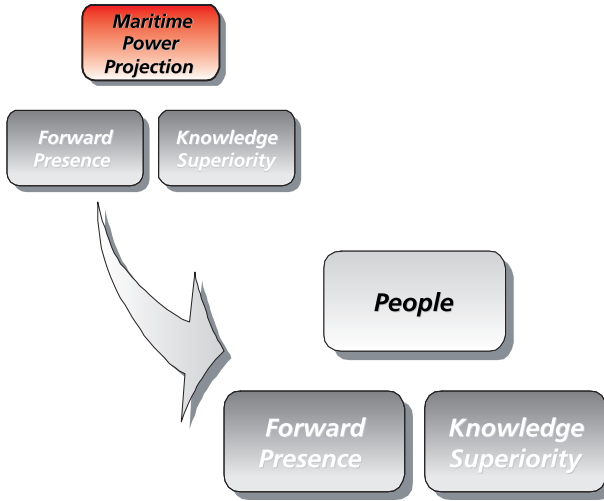 Maritime
Power
Projection
Forward
Presence
Knowledge
Superiority
People
Forward
Presence
Knowledge
Superiority